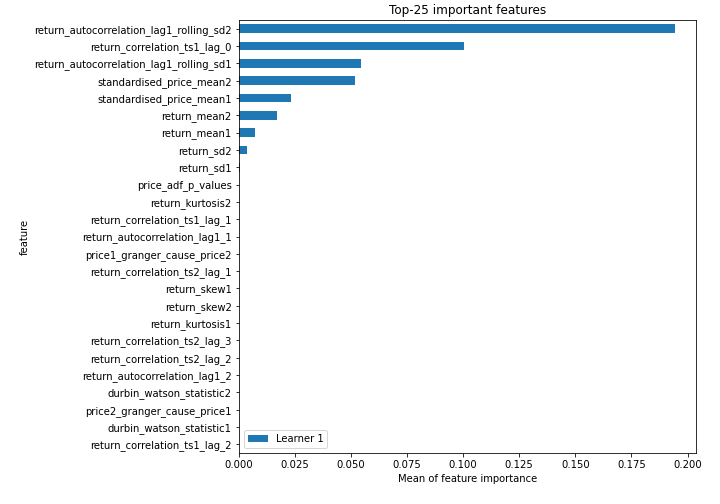 Top-25 important features
return_autocorrelation_lag1_rolling_sd2
return_correlation_ts1_lag_0
return_autocorrelation_lag1_rolling_sd1
standardised_price_mean2
standardised_price_mean1
return_mean2
return_mean1
return_sd2
return_sd1
price_adf_p_values
return_kurtosis2
return_correlation_ts1_lag_1
return_autocorrelation_lag1_1
price1_granger_cause_price2
return_correlation_ts2_lag_1
return_skew1
return_skew2
return_kurtosis1
return_correlation_ts2_lag_3
return_correlation_ts2_lag_2
return_autocorrelation_lag1_2
durbin_watson_statistic2
price2_granger_cause_price1
durbin_watson_statistic1
return_correlation_ts1_lag_2
feature
Learner 1
0.000 0.025 0.050 0.075 0.100 0.125 0.150 0.175 0.200
Mean of feature importance